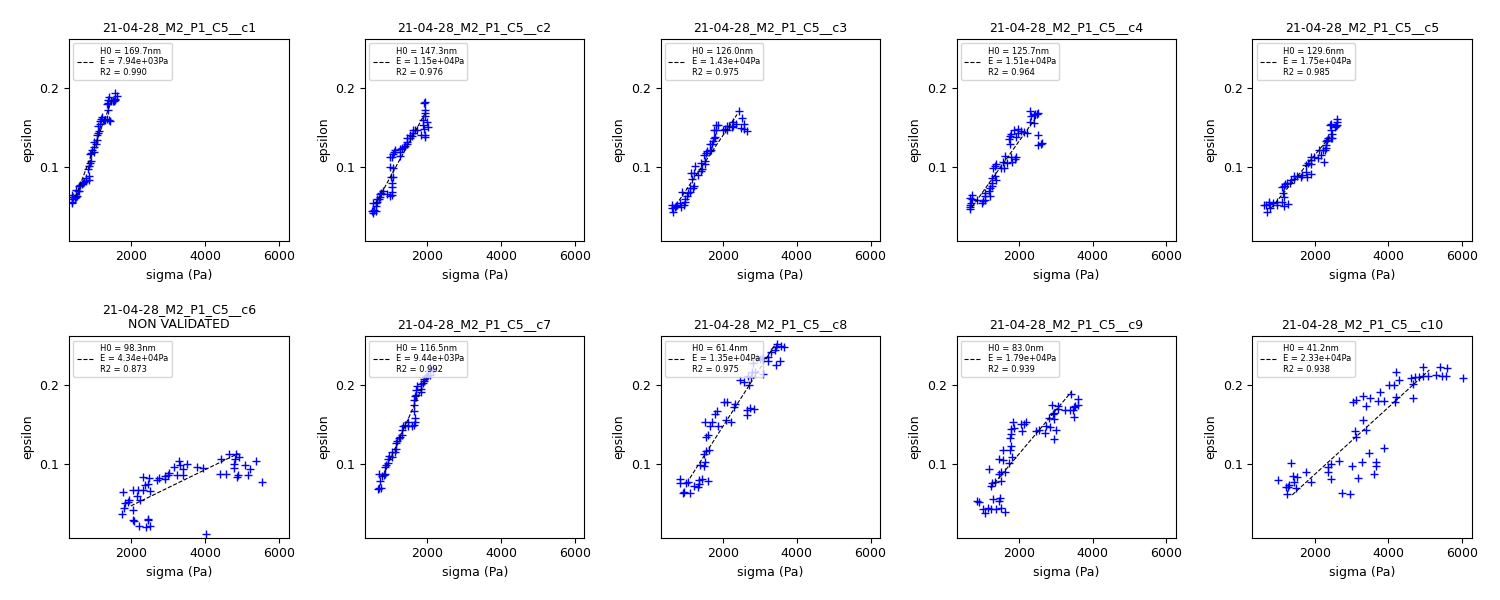 21-04-28_M2_P1_C5__c1
H0 = 169.7nm
E = 7.94e+03Pa
R2 = 0.990
epsilon
0.2
0.1
2000 4000 6000
sigma (Pa)
21-04-28_M2_P1_C5__c2
H0 = 147.3nm
E = 1.15e+04Pa
R2 = 0.976
epsilon
0.2
0.1
2000 4000 6000
sigma (Pa)
21-04-28_M2_P1_C5__c3
H0 = 126.0nm
E = 1.43e+04Pa
R2 = 0.975
epsilon
0.2
0.1
2000 4000 6000
sigma (Pa)
21-04-28_M2_P1_C5__c4
H0 = 125.7nm
E = 1.51e+04Pa
R2 = 0.964
epsilon
0.2
0.1
2000 4000 6000
sigma (Pa)
21-04-28_M2_P1_C5__c5
H0 = 129.6nm
E = 1.75e+04Pa
R2 = 0.985
epsilon
0.2
0.1
2000 4000 6000
sigma (Pa)
21-04-28_M2_P1_C5__c6
NON VALIDATED
H0 = 98.3nm
E = 4.34e+04Pa
R2 = 0.873
epsilon
0.2
0.1
2000 4000 6000
sigma (Pa)
21-04-28_M2_P1_C5__c7
H0 = 116.5nm
E = 9.44e+03Pa
R2 = 0.992
epsilon
0.2
0.1
2000 4000 6000
sigma (Pa)
21-04-28_M2_P1_C5__c8
H0 = 61.4nm
E = 1.35e+04Pa
R2 = 0.975
epsilon
0.2
0.1
2000 4000 6000
sigma (Pa)
21-04-28_M2_P1_C5__c9
H0 = 83.0nm
E = 1.79e+04Pa
R2 = 0.939
epsilon
0.2
0.1
2000 4000 6000
sigma (Pa)
21-04-28_M2_P1_C5__c10
H0 = 41.2nm
E = 2.33e+04Pa
R2 = 0.938
epsilon
0.2
0.1
2000 4000 6000
sigma (Pa)